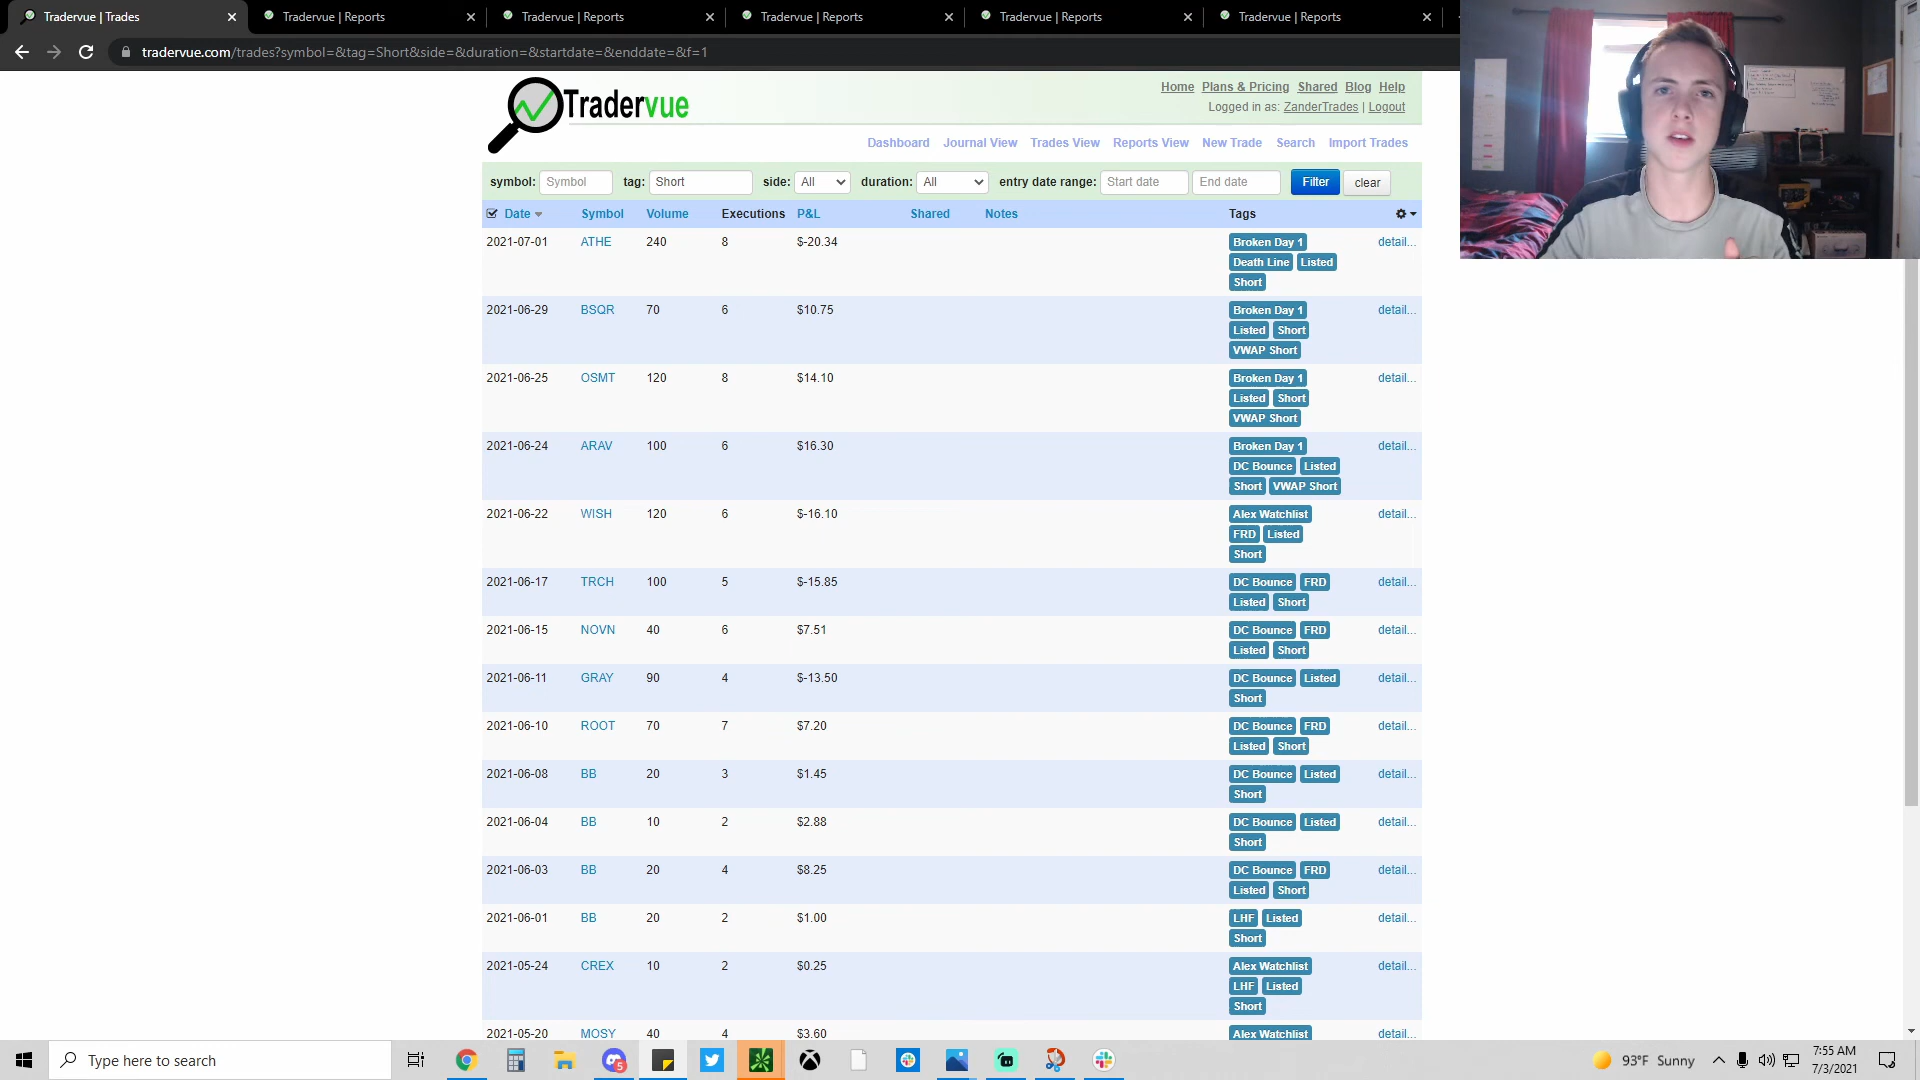 Tradervue | Trades
Tradervue | Reports
Tradervue | Reports
Tradervue | Reports
Tradervue | Reports
Tradervue | Reports
tradervue.com/trades?symbol=&tag=Short&side=&duration=&startdate=&enddate=&f=1
Tradervue
Home Plans & Pricing Shared Blog Help
Logged in as: ZanderTrades | Logout
Dashboard Journal View Trades View Reports View New Trade Search Import Trades
symbol: Symbol tag: Short side: All duration: All entry date range: Start date End date Filter clear
Date Symbol Volume Executions P&L Shared Notes Tags
2021-07-01 ATHE 240 8 $-20.34 Broken Day 1 detail...
Death Line Listed
Short
2021-06-29 BSQR 70 6 $10.75 Broken Day 1 detail...
Listed Short
VWAP Short
2021-06-25 OSMT 120 8 $14.10 Broken Day 1 detail...
Listed Short
VWAP Short
2021-06-24 ARAV 100 6 $16.30 Broken Day 1 detail...
DC Bounce Listed
Short VWAP Short
2021-06-22 WISH 120 6 $-16.10 Alex Watchlist detail...
FRD Listed
Short
2021-06-17 TRCH 100 5 $-15.85 DC Bounce FRD detail...
Listed Short
2021-06-15 NOVN 40 6 $7.51 DC Bounce FRD detail...
Listed Short
2021-06-11 GRAY 90 4 $-13.50 DC Bounce Listed detail...
Short
2021-06-10 ROOT 70 7 $7.20 DC Bounce FRD detail...
Listed Short
2021-06-08 BB 20 3 $1.45 DC Bounce Listed detail...
Short
2021-06-04 BB 10 2 $2.88 DC Bounce Listed detail...
Short
2021-06-03 BB 20 4 $8.25 DC Bounce FRD detail...
Listed Short
2021-06-01 BB 20 2 $1.00 LHF Listed detail...
Short
2021-05-24 CREX 10 2 $0.25 Alex Watchlist detail...
LHF Listed
Short
2021-05-20 MOSY 40 4 $3.60 Alex Watchlist detail...
Type here to search
5
93°F Sunny
7:55 AM
7/3/2021